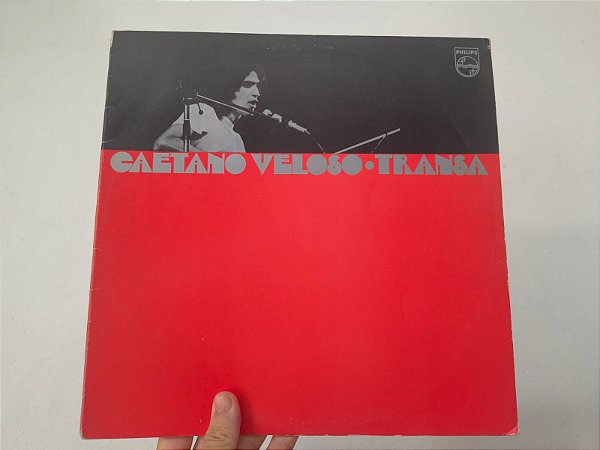 PHILIPS
CAETANO VELOSO • TRANSA